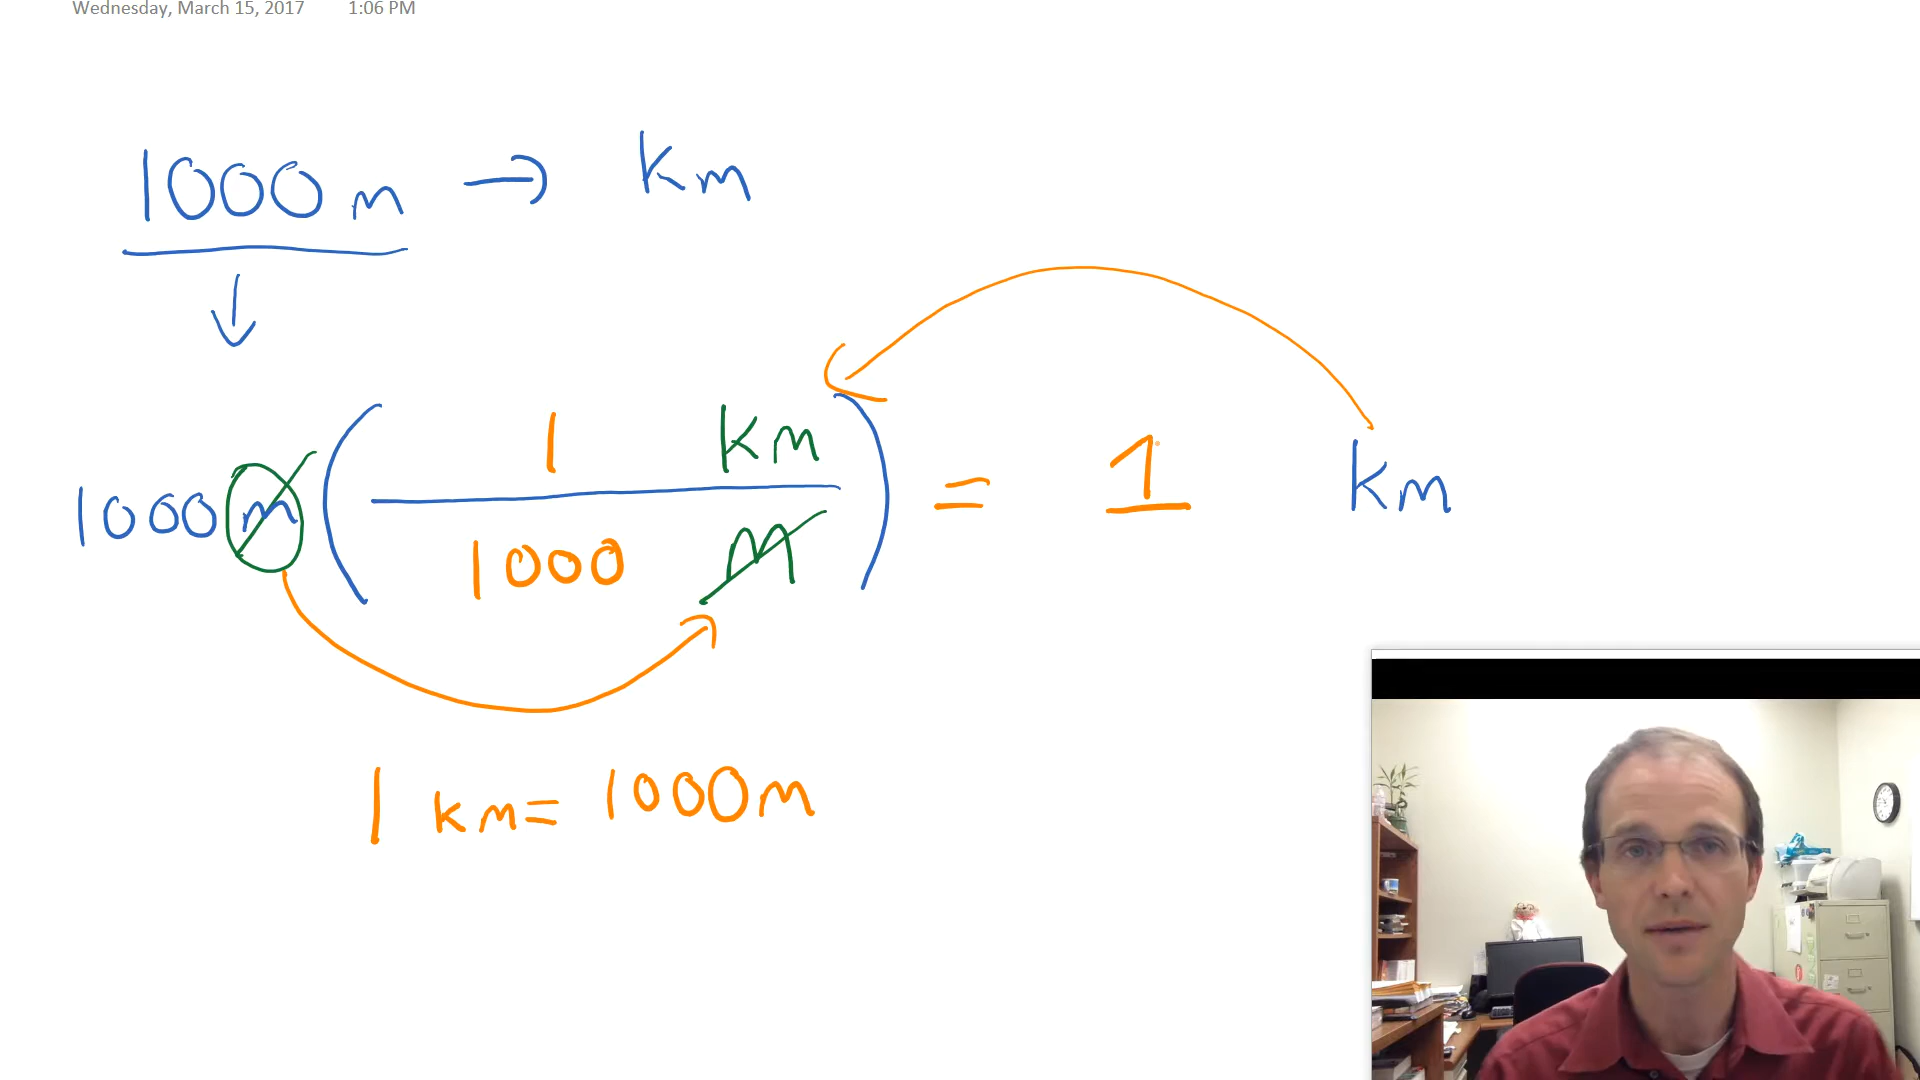 Wednesday, March 15, 2017 1:06 PM
1000 m → km
1000 m ( 1 km / 1000 m ) = 1 km
1 km = 1000 m